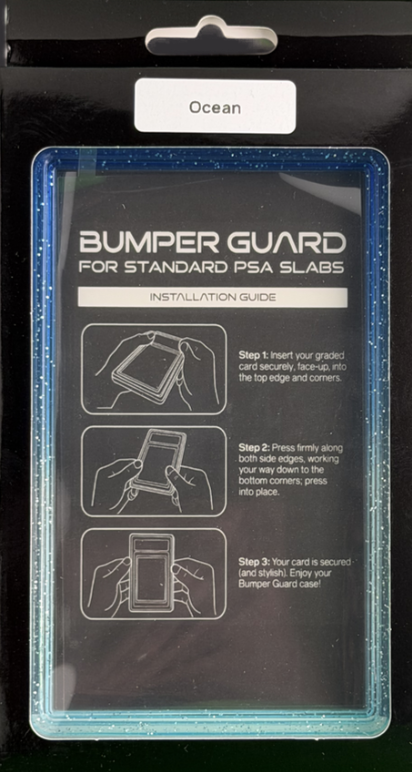 Ocean
BUMPER GUARD
FOR STANDARD PSA SLABS
INSTALLATION GUIDE
Step 1: Insert your graded
card securely, face-up, into
the top edge and corners.
Step 2: Press firmly along
both side edges, working
your way down to the
bottom corners; press
into place.
Step 3: Your card is secured
(and stylish). Enjoy your
Bumper Guard case!